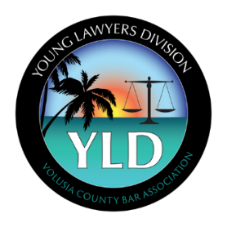 YOUNG LAWYERS DIVISION
YLD
VOLUSIA COUNTY BAR ASSOCIATION